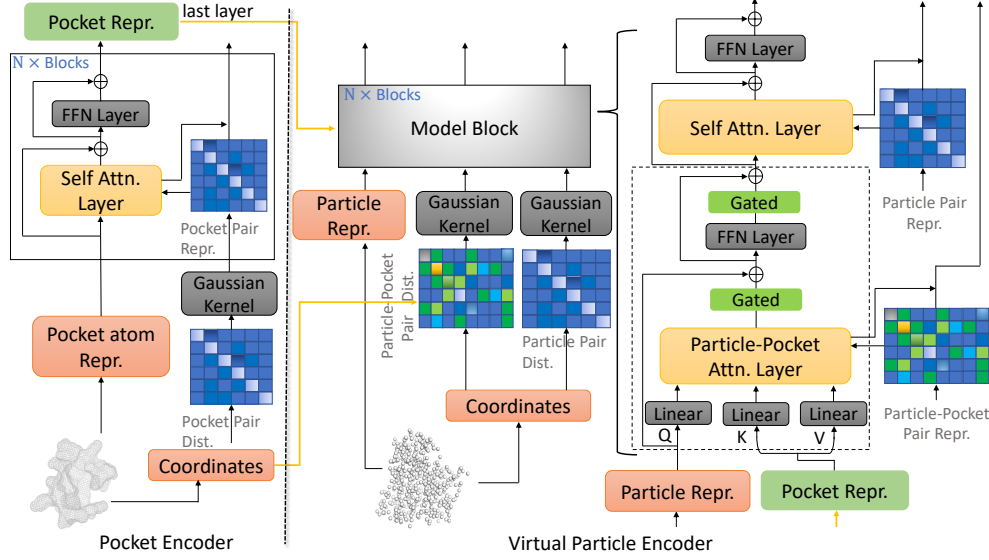 Pocket Repr.
last layer
N × Blocks
FFN Layer
Self Attn.
Layer
Pocket Pair
Repr.
Gaussian
Kernel
Pocket atom
Repr.
Pocket Pair
Dist.
Coordinates
Pocket Encoder
N × Blocks
Model Block
Particle
Repr.
Gaussian
Kernel
Gaussian
Kernel
Particle-Pocket
Pair Dist.
Particle Pair
Dist.
Coordinates
Virtual Particle Encoder
FFN Layer
Self Attn. Layer
Particle Pair
Repr.
Gated
FFN Layer
Gated
Particle-Pocket
Attn. Layer
Particle-Pocket
Pair Repr.
Linear
Linear
Linear
Q
K
V
Particle Repr.
Pocket Repr.